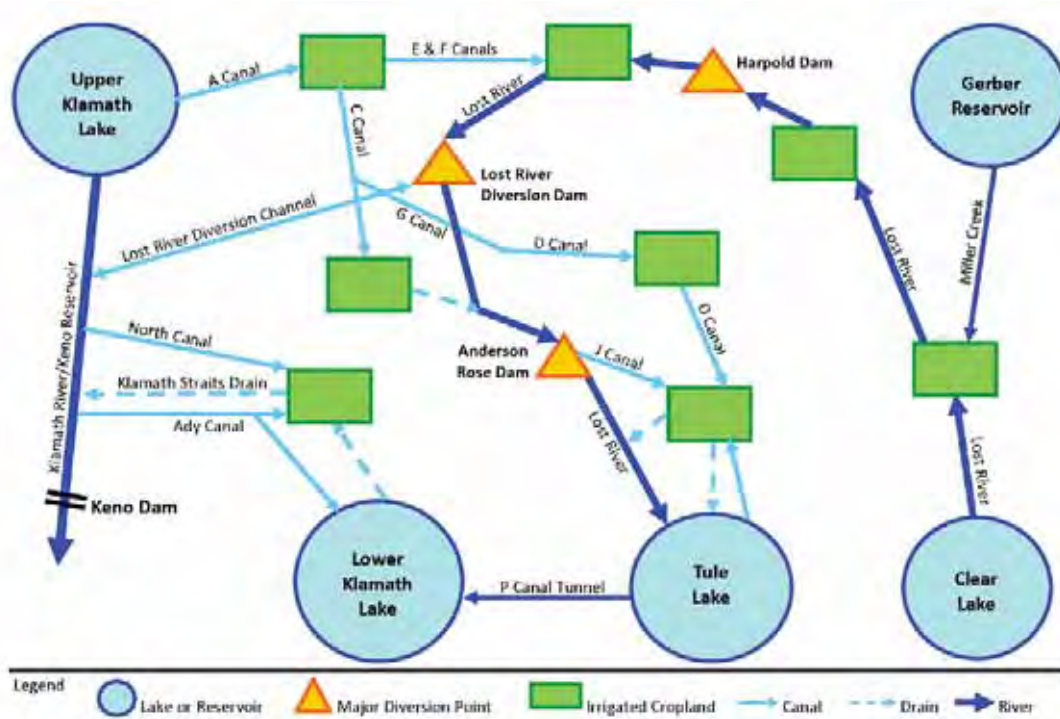 Upper
Klamath
Lake
A Canal
E & F Canals
Harpold Dam
Gerber
Reservoir
C Canal
Lost River
Lost River
Diversion Dam
Lost River Diversion Channel
G Canal
D Canal
Lost River
Miller Creek
Klamath River/Keno Reservoir
North Canal
Klamath Straits Drain
Ady Canal
Anderson
Rose Dam
J Canal
D Canal
Lost River
Lost River
Keno Dam
Lower
Klamath
Lake
P Canal Tunnel
Tule
Lake
Clear
Lake
Legend
Lake or Reservoir
Major Diversion Point
Irrigated Cropland
Canal
Drain
River